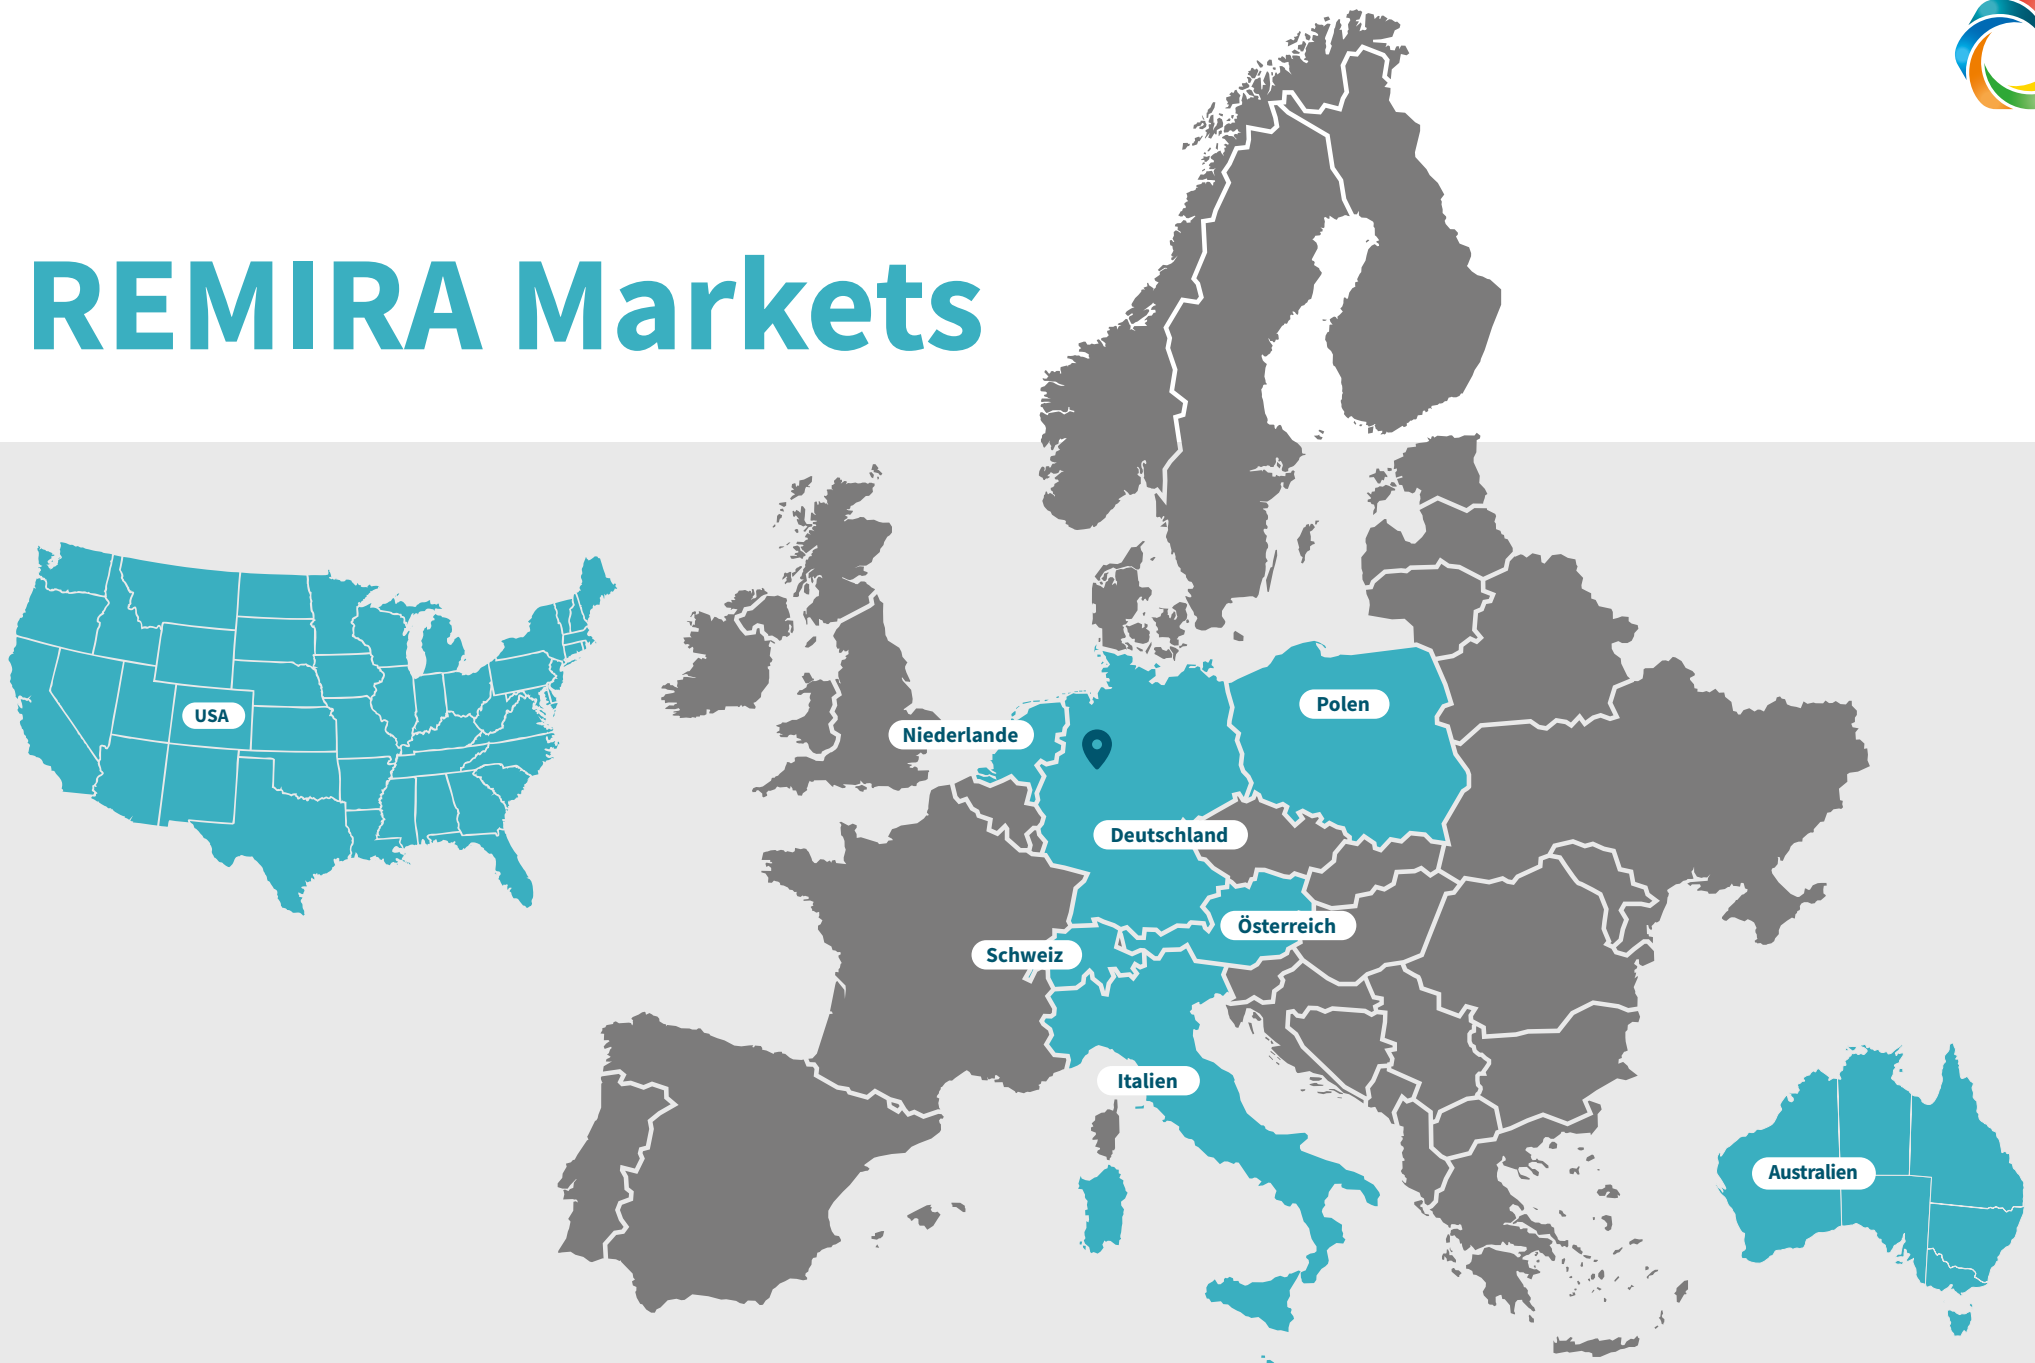 REMIRA Markets
USA
Niederlande
Polen
Deutschland
Österreich
Schweiz
Italien
Australien